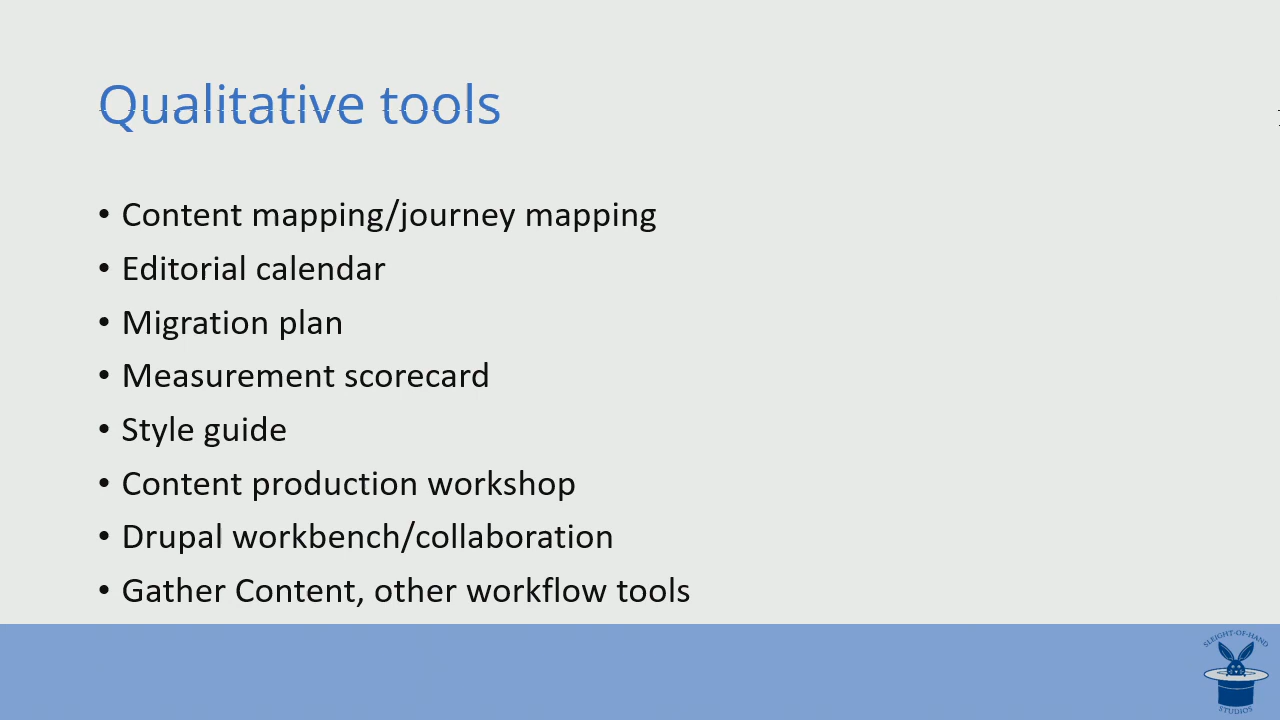 Qualitative tools
• Content mapping/journey mapping
• Editorial calendar
• Migration plan
• Measurement scorecard
• Style guide
• Content production workshop
• Drupal workbench/collaboration
• Gather Content, other workflow tools
SLEIGHT-OF-HAND
STUDIOS